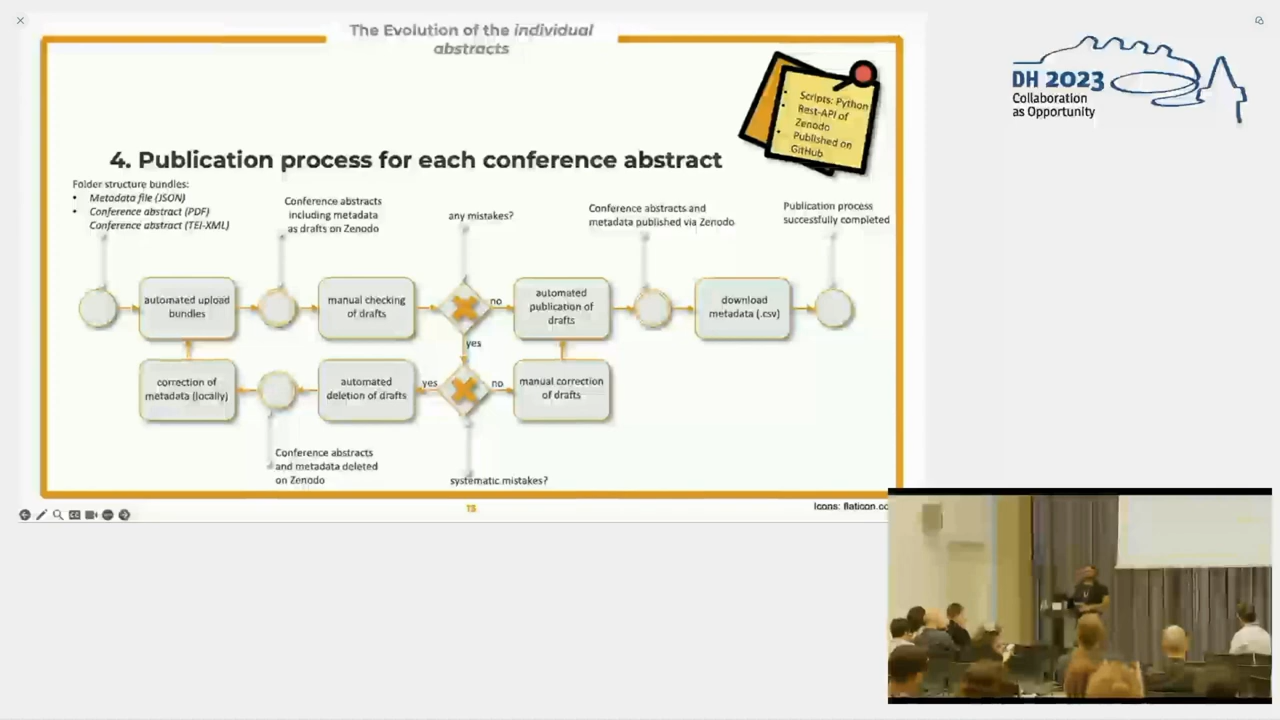 The Evolution of the individual
abstracts
Scripts: Python
Rest-API of
Zenodo
Published on
GitHub
DH 2023
Collaboration
as Opportunity
4. Publication process for each conference abstract
Folder structure bundles:
• Metadata file (JSON)
• Conference abstract (PDF)
Conference abstract (TEI-XML)
Conference abstracts
including metadata
as drafts on Zenodo
any mistakes?
Conference abstracts and
metadata published via Zenodo
Publication process
successfully completed
automated upload
bundles
manual checking
of drafts
no
automated
publication of
drafts
download
metadata (.csv)
yes
correction of
metadata (locally)
automated
deletion of drafts
yes
no
manual correction
of drafts
Conference abstracts
and metadata deleted
on Zenodo
systematic mistakes?
15
Icons: flaticon.co